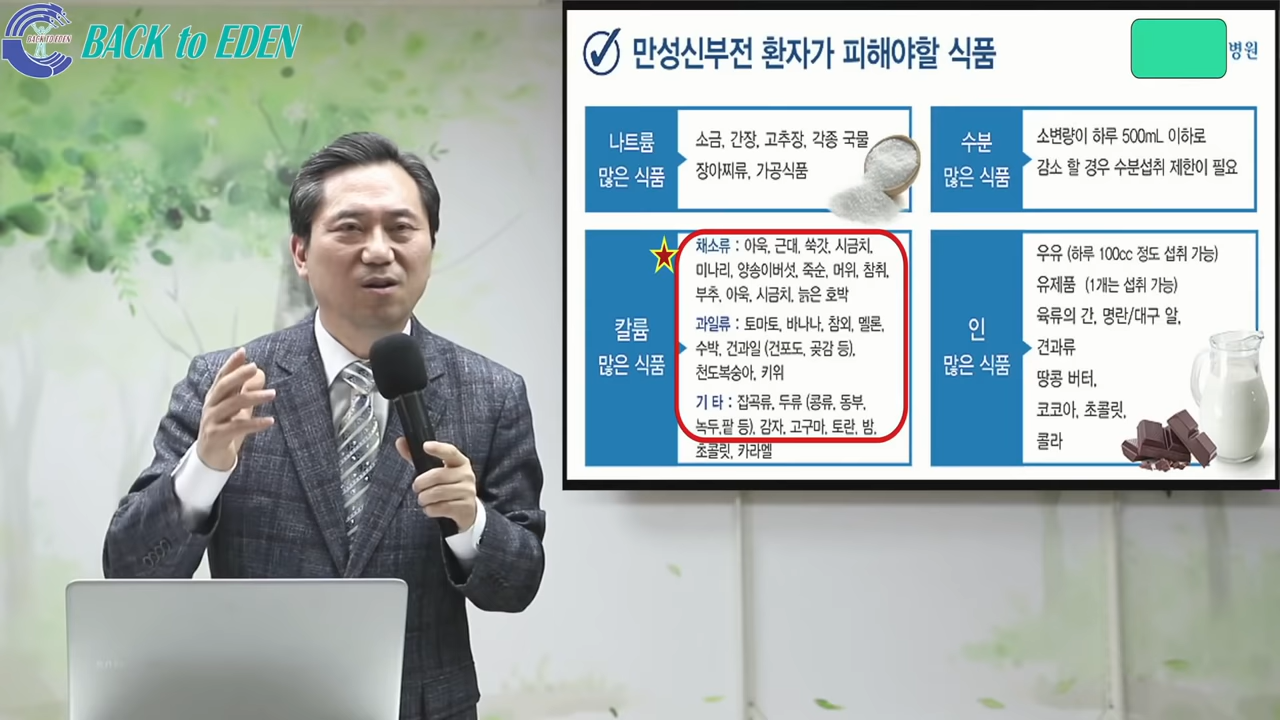 BACK to EDEN
BACK TO EDEN
만성신부전 환자가 피해야할 식품
병원
나트륨
많은 식품
소금, 간장, 고추장, 각종 국물
장아찌류, 가공식품
수분
많은 식품
소변량이 하루 500mL 이하로
감소 할 경우 수분섭취 제한이 필요
칼륨
많은 식품
채소류 : 아욱, 근대, 쑥갓, 시금치,
미나리, 양송이버섯, 죽순, 머위, 참취,
부추, 아욱, 시금치, 늙은 호박
과일류 : 토마토, 바나나, 참외, 멜론,
수박, 건과일 (건포도, 곶감 등),
천도복숭아, 키위
기 타 : 잡곡류, 두류 (콩류, 동부,
녹두,팥 등), 감자, 고구마, 토란, 밤,
초콜릿, 카라멜
인
많은 식품
우유 (하루 100cc 정도 섭취 가능)
유제품 (1개는 섭취 가능)
육류의 간, 명란/대구 알,
견과류
땅콩 버터,
코코아, 초콜릿,
콜라